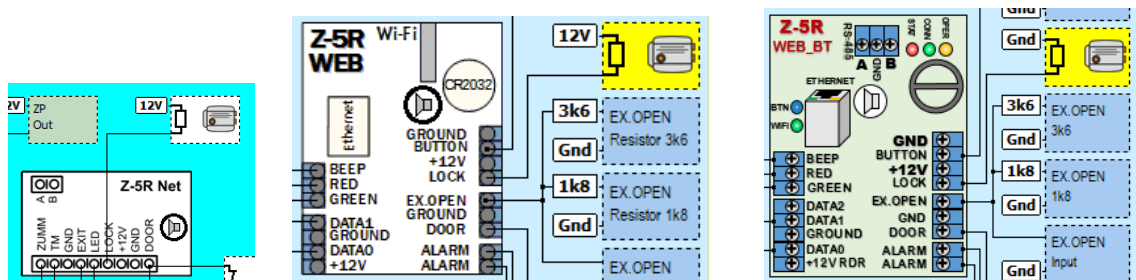 2V
ZP
Out
12V
Z-5R Net
A
B
ZUMM
TM
GND
EXIT
LED
LOCK
+12V
GND
DOOR
Z-5R
WEB
Wi-Fi
CR2032
Ethernet
GROUND
BUTTON
+12V
LOCK
BEEP
RED
GREEN
EX.OPEN
GROUND
DOOR
DATA1
GROUND
DATA0
+12V
ALARM
ALARM
12V
3k6
EX.OPEN
Resistor 3k6
Gnd
1k8
EX.OPEN
Resistor 1k8
Gnd
EX.OPEN
Z-5R
WEB_BT
RS-485
A
GND
B
STAT
CONN
OPER
ETHERNET
BTN
WiFi
GND
BUTTON
+12V
LOCK
BEEP
RED
GREEN
EX.OPEN
GND
DOOR
DATA2
DATA1
GROUND
DATA0
+12V RDR
ALARM
ALARM
Gnd
Gnd
3k6
EX.OPEN
3k6
Gnd
1k8
EX.OPEN
1k8
Gnd
EX.OPEN
Input
Gnd